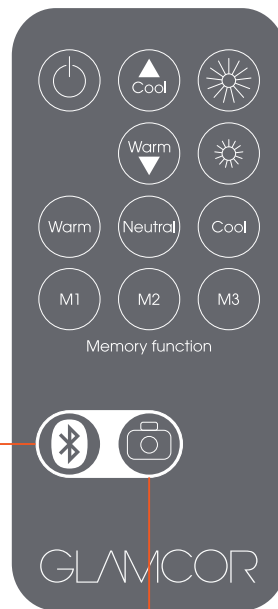 Cool
Warm
Warm Neutral Cool
M1 M2 M3
Memory function
GLAMCOR